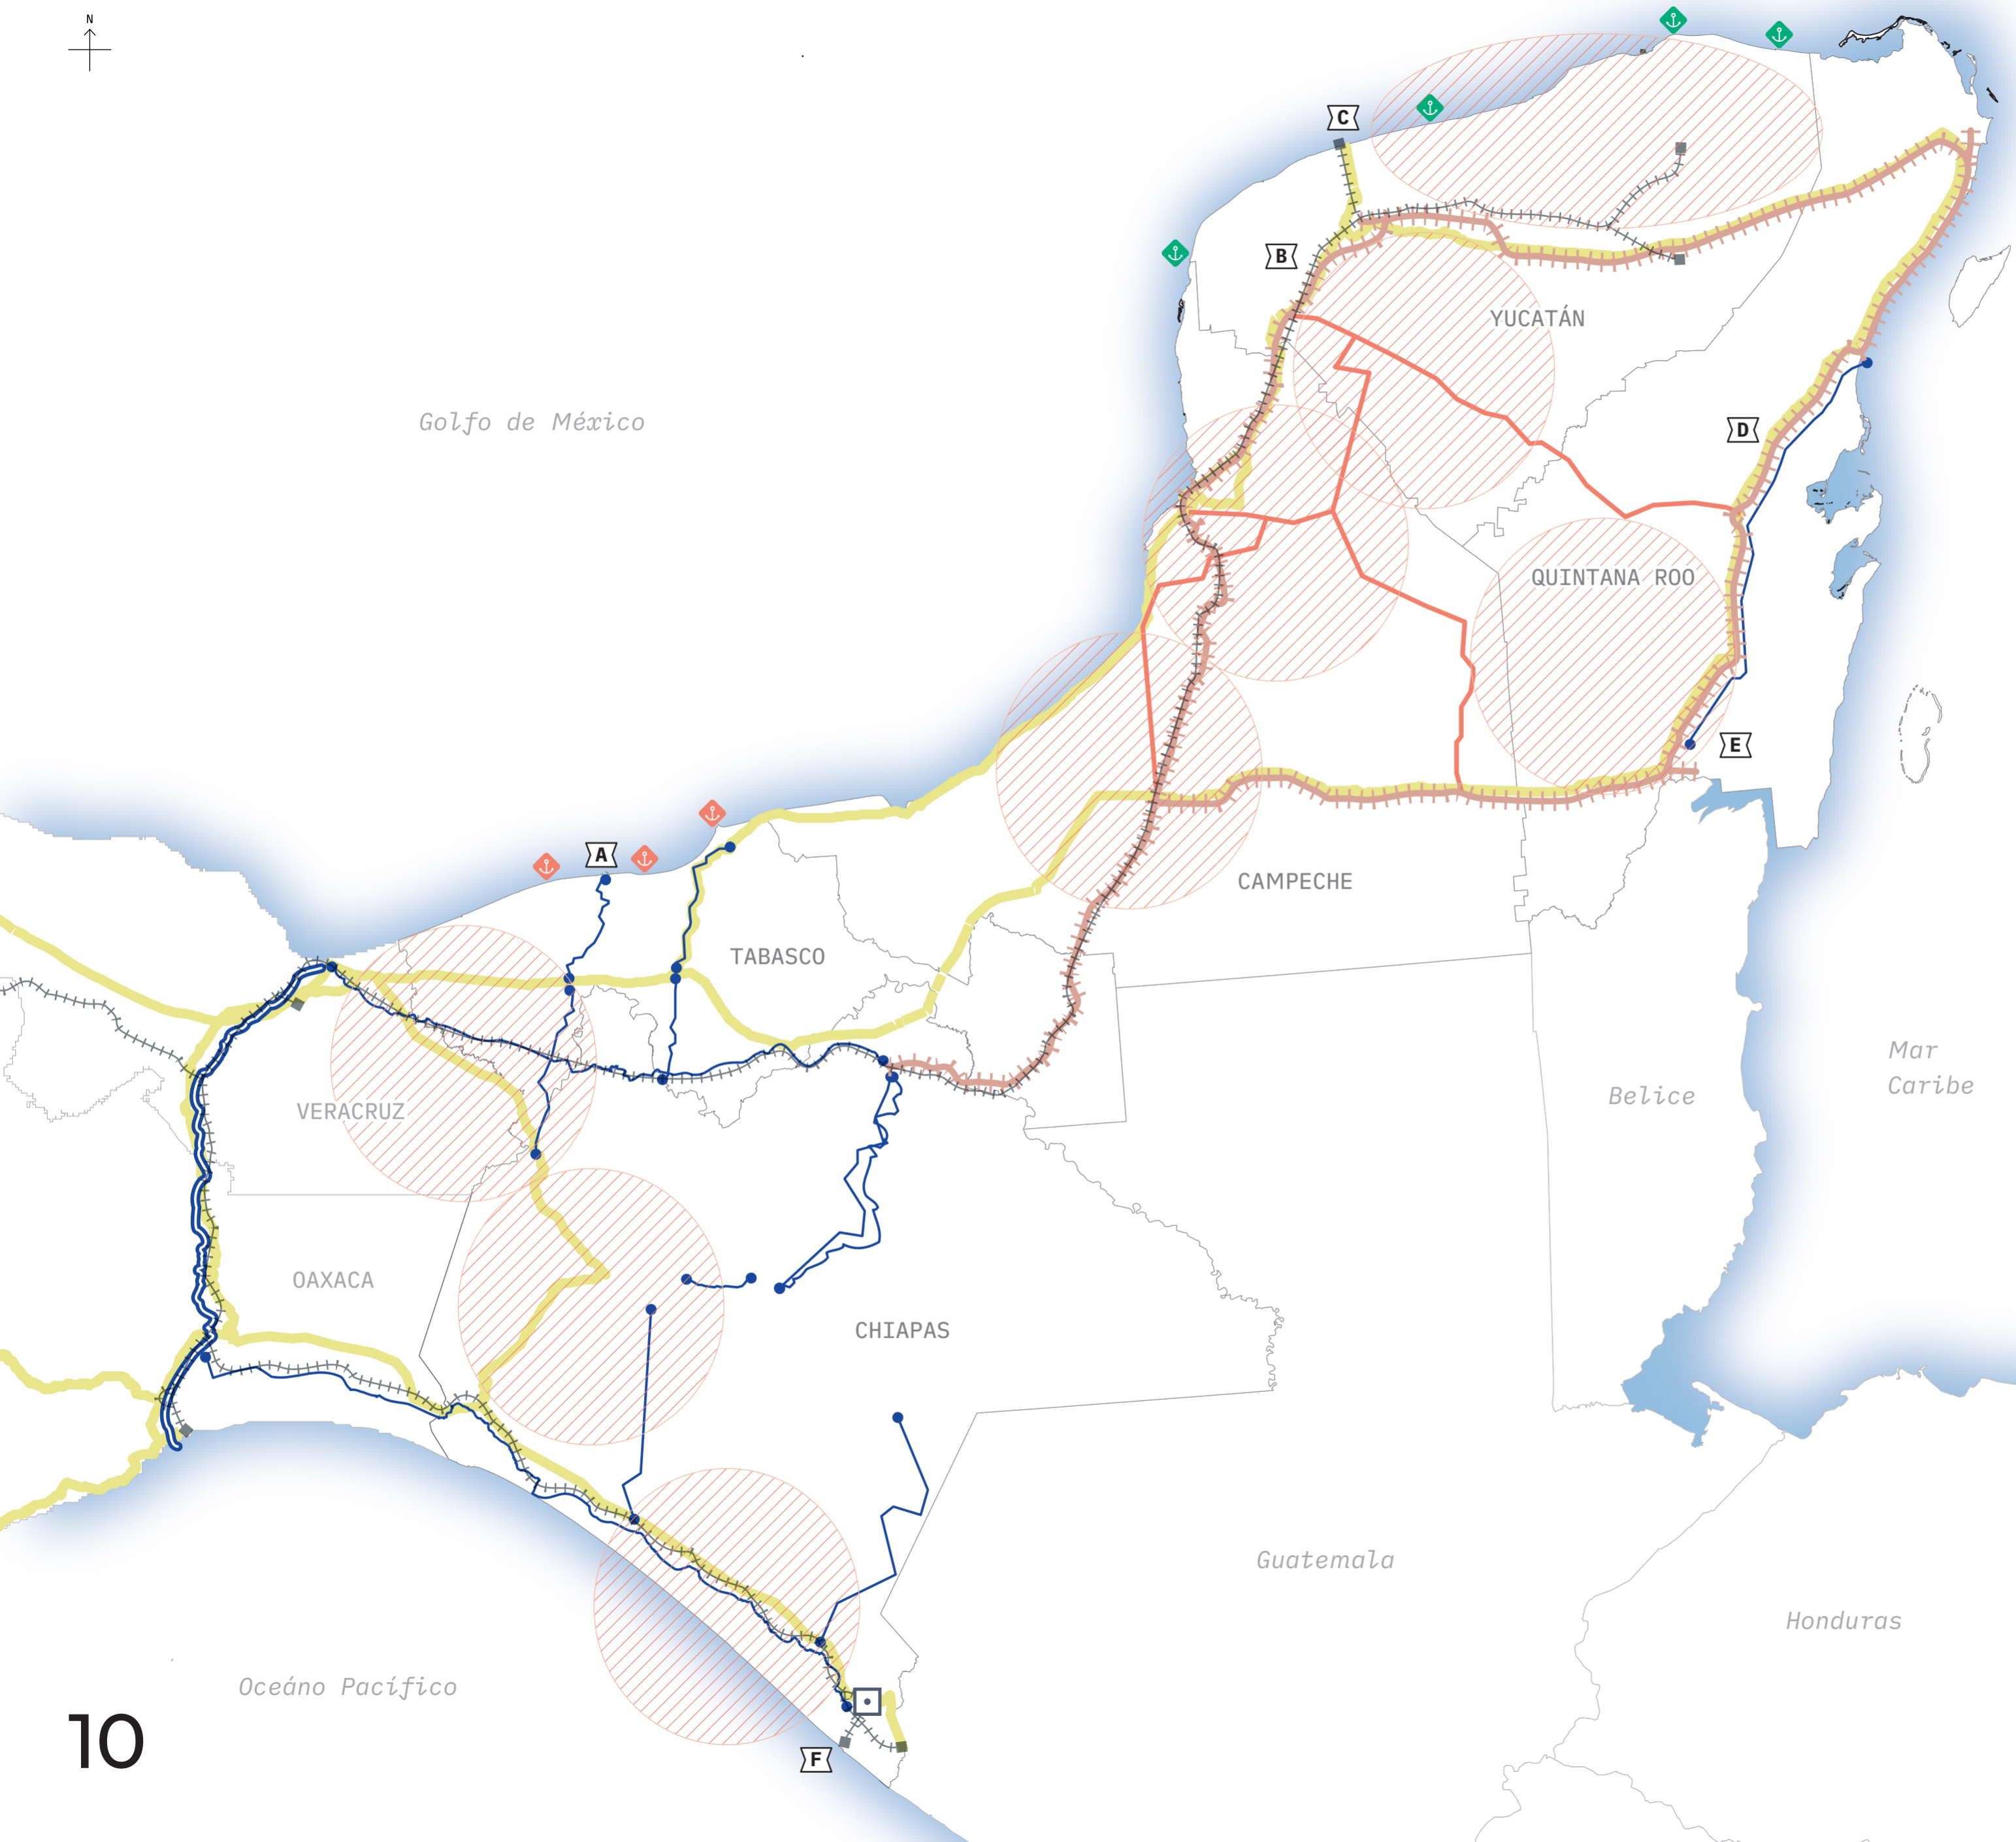 N
C
B
YUCATÁN
Golfo de México
D
QUINTANA ROO
E
A
CAMPECHE
TABASCO
Mar
Caribe
Belice
VERACRUZ
OAXACA
CHIAPAS
Guatemala
Honduras
Oceáno Pacífico
10
F